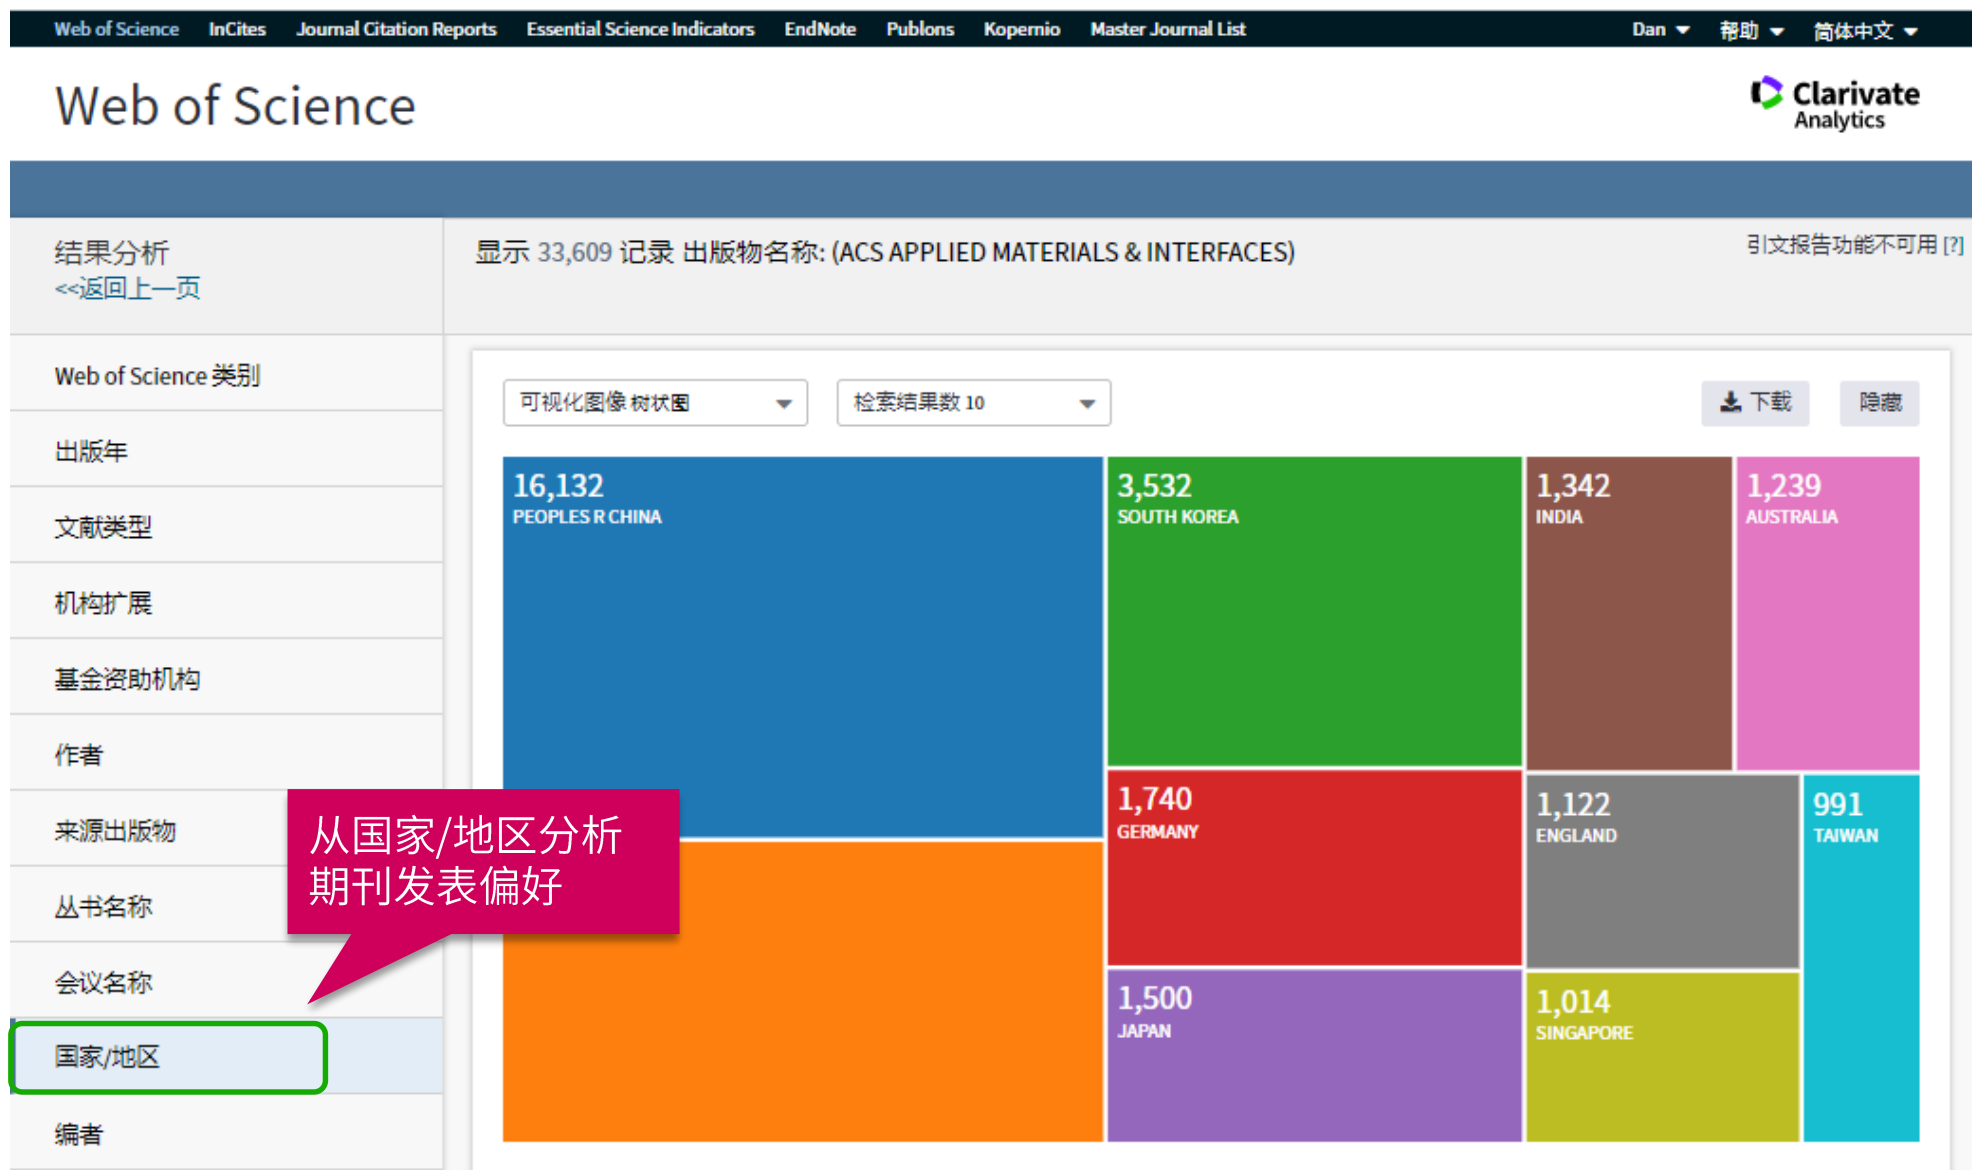 Web of Science InCites Journal Citation Reports Essential Science Indicators EndNote Publons Kopernio Master Journal List Dan 帮助 简体中文
Web of Science
Clarivate
Analytics
结果分析
<<返回上一页
显示 33,609 记录 出版物名称: (ACS APPLIED MATERIALS & INTERFACES)
引文报告功能不可用 [?]
Web of Science 类别
出版年
文献类型
机构扩展
基金资助机构
作者
来源出版物
丛书名称
会议名称
国家/地区
编者
从国家/地区分析
期刊发表偏好
可视化图像 树状图
检索结果数 10
下载
隐藏
16,132
PEOPLES R CHINA
3,532
SOUTH KOREA
1,342
INDIA
1,239
AUSTRALIA
1,740
GERMANY
1,122
ENGLAND
991
TAIWAN
1,500
JAPAN
1,014
SINGAPORE